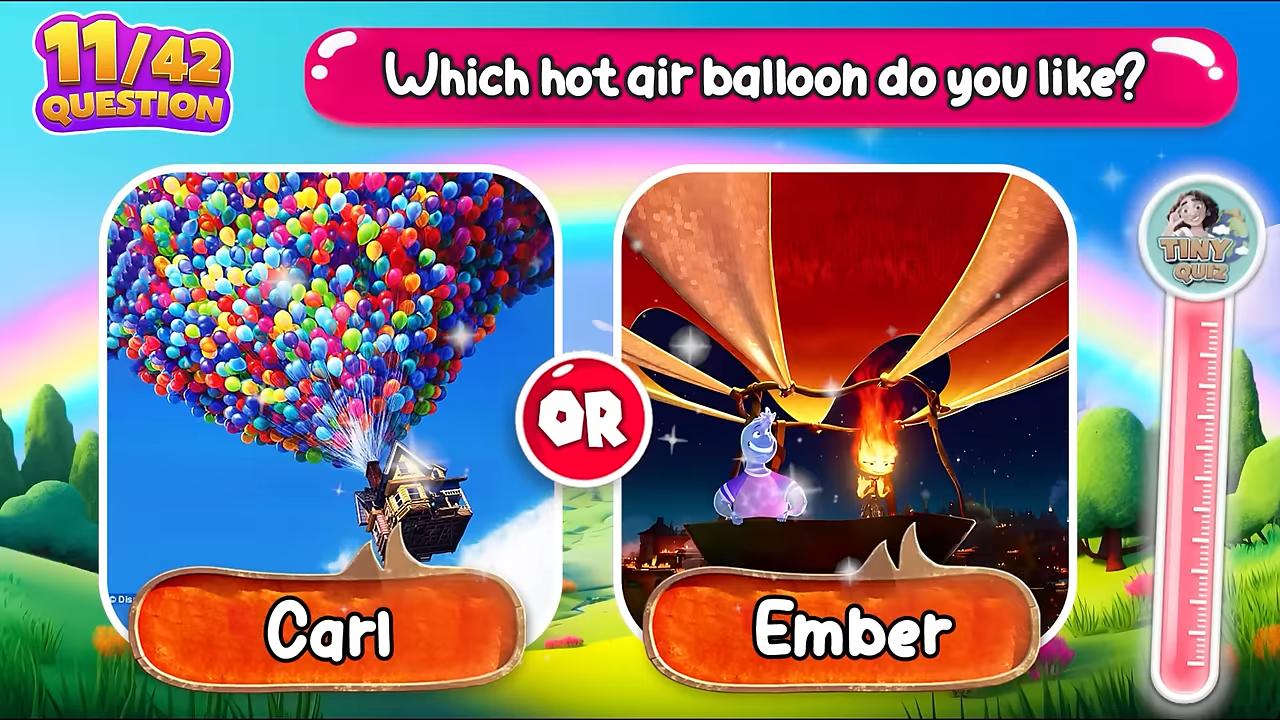 11/42
QUESTION
Which hot air balloon do you like?
TINY
QUIZ
OR
Carl
Ember